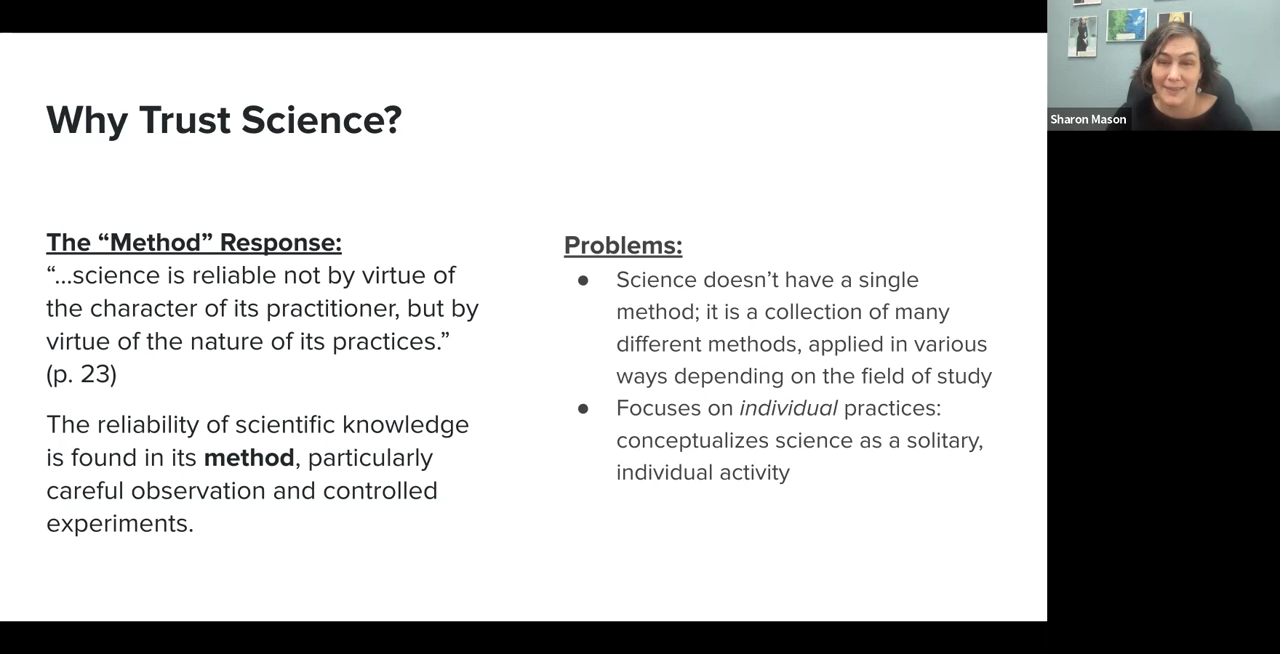 Why Trust Science?
The “Method” Response:
“...science is reliable not by virtue of
the character of its practitioner, but by
virtue of the nature of its practices.”
(p. 23)
The reliability of scientific knowledge
is found in its method, particularly
careful observation and controlled
experiments.
Problems:
● Science doesn’t have a single
method; it is a collection of many
different methods, applied in various
ways depending on the field of study
● Focuses on individual practices:
conceptualizes science as a solitary,
individual activity
Sharon Mason